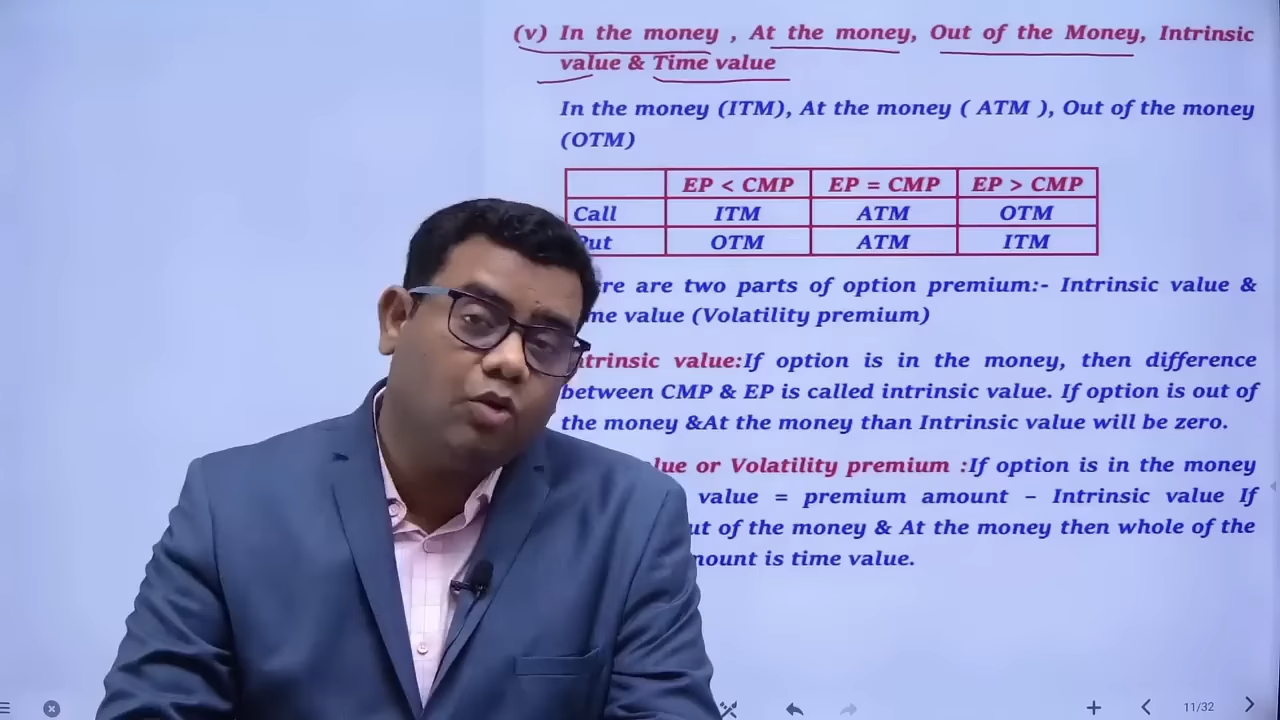 (v) In the money , At the money, Out of the Money, Intrinsic
value & Time value
In the money (ITM), At the money ( ATM ), Out of the money
(OTM)
EP < CMP EP = CMP EP > CMP
Call ITM ATM OTM
OTM ATM ITM
are two parts of option premium:- Intrinsic value &
value (Volatility premium)
value:If option is in the money, then difference
between CMP & EP is called intrinsic value. If option is out of
the money &At the money than Intrinsic value will be zero.
or Volatility premium :If option is in the money
value = premium amount – Intrinsic value If
of the money & At the money then whole of the
is time value.
11/32